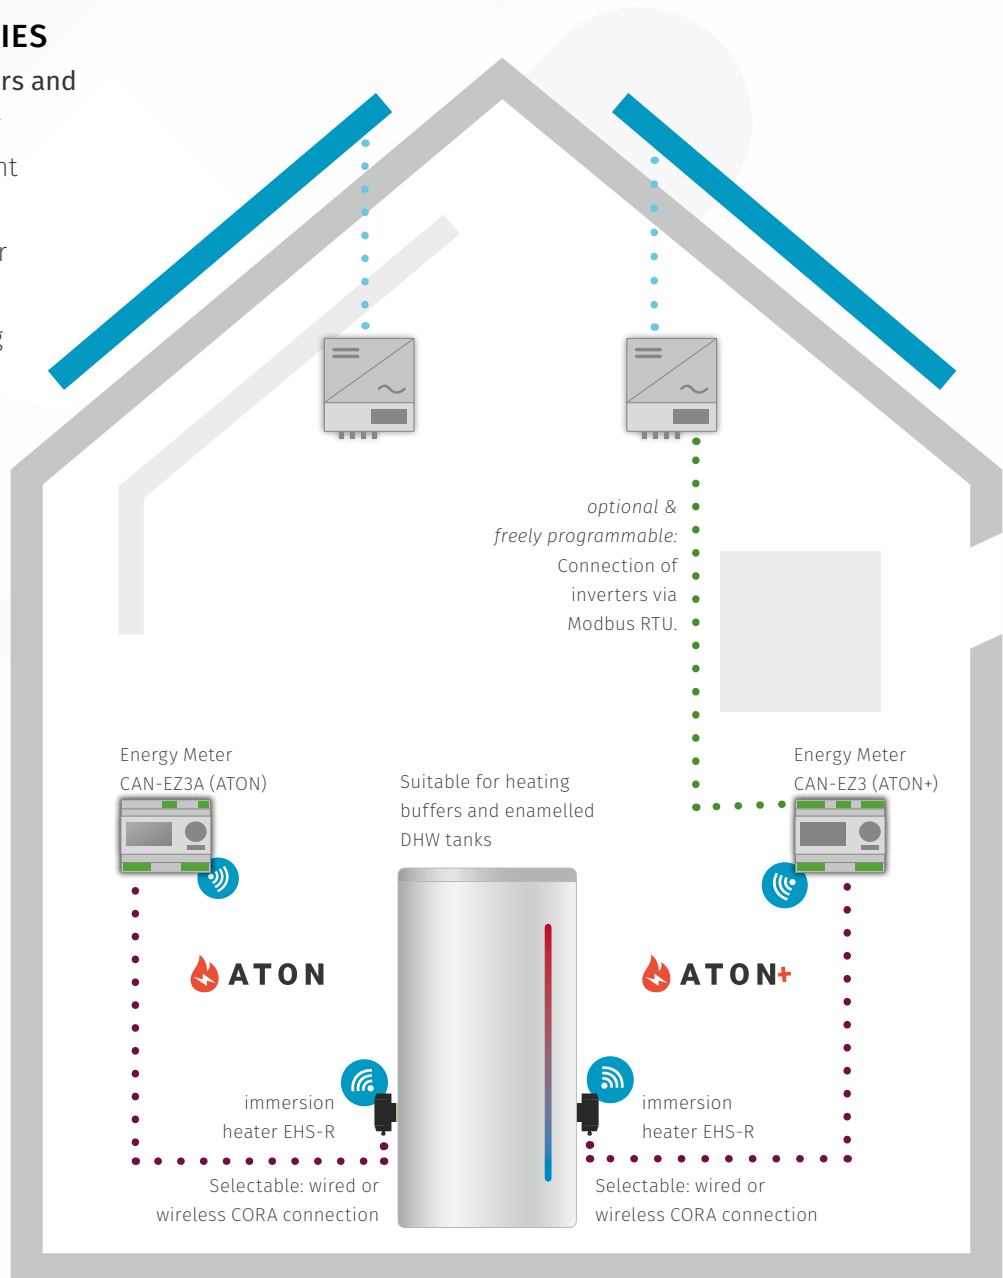 IES
rs and
nt
r
g
optional &
freely programmable:
Connection of
inverters via
Modbus RTU.
Energy Meter
CAN-EZ3A (ATON)
Suitable for heating
buffers and enamelled
DHW tanks
Energy Meter
CAN-EZ3 (ATON+)
ATON
ATON+
immersion
heater EHS-R
immersion
heater EHS-R
Selectable: wired or
wireless CORA connection
Selectable: wired or
wireless CORA connection